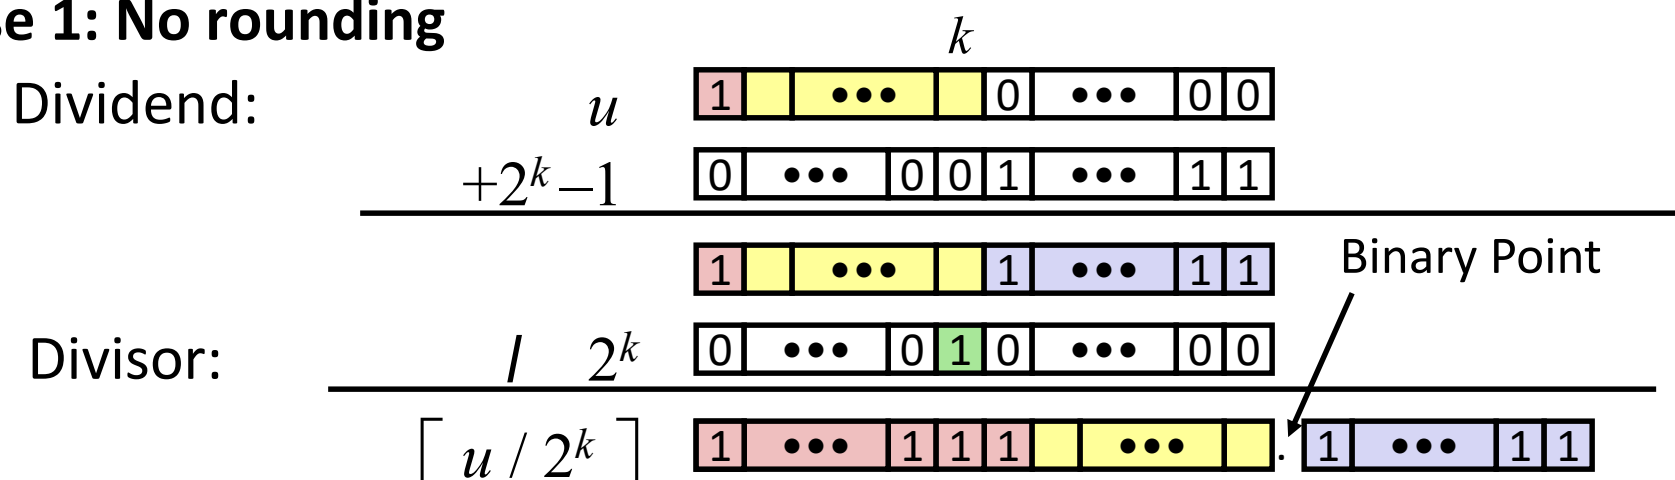 e 1: No rounding
k
Dividend: u 1 ••• 0 ••• 0 0
+2^k –1 0 ••• 0 0 1 ••• 1 1
1 ••• 1 ••• 1 1
Binary Point
Divisor: / 2^k 0 ••• 0 1 0 ••• 0 0
⌈ u / 2^k ⌉ 1 ••• 1 1 1 ••• . 1 ••• 1 1